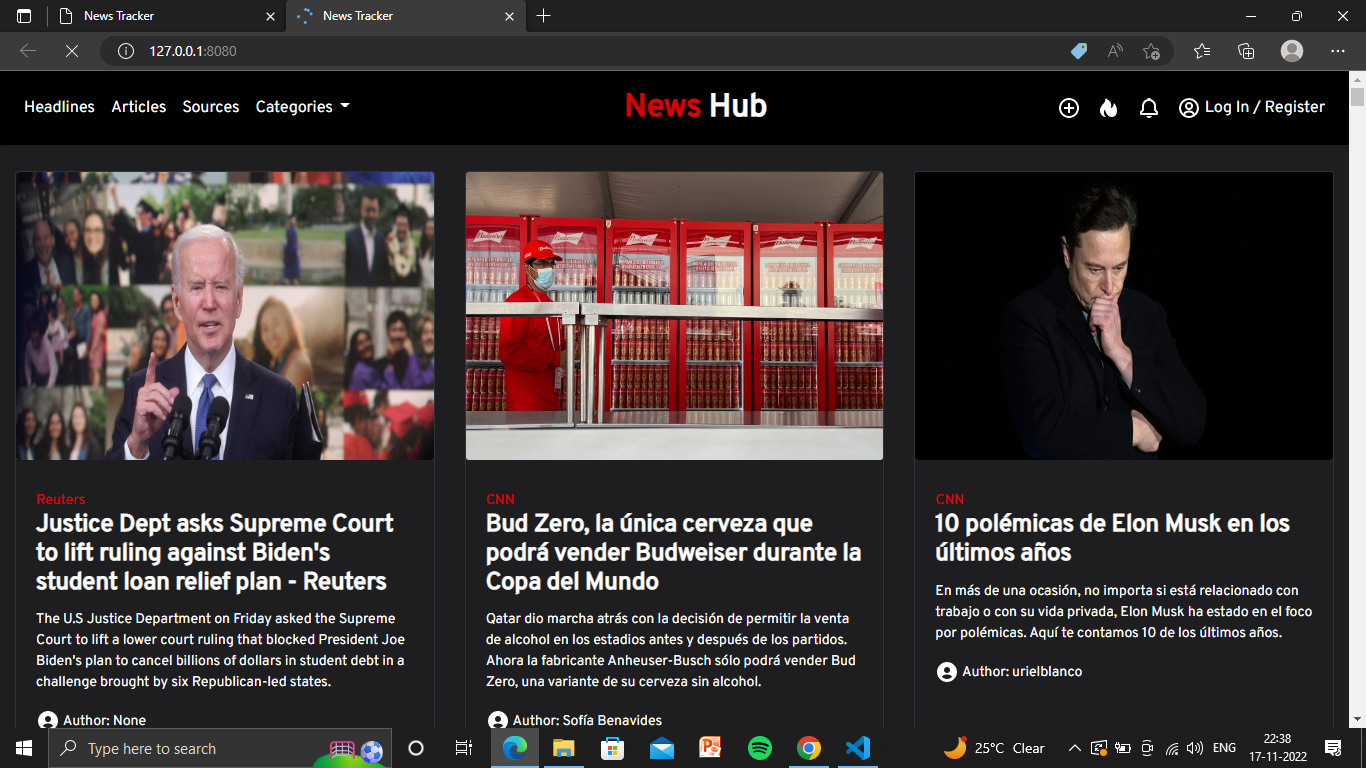 News Tracker
News Tracker
127.0.0.1:8080
Headlines Articles Sources Categories
News Hub
Log In / Register
Budweiser Budweiser Budweiser Budweiser Budweiser
Reuters
Justice Dept asks Supreme Court
to lift ruling against Biden's
student loan relief plan - Reuters
The U.S Justice Department on Friday asked the Supreme
Court to lift a lower court ruling that blocked President Joe
Biden's plan to cancel billions of dollars in student debt in a
challenge brought by six Republican-led states.
Author: None
CNN
Bud Zero, la única cerveza que
podrá vender Budweiser durante la
Copa del Mundo
Qatar dio marcha atrás con la decisión de permitir la venta
de alcohol en los estadios antes y después de los partidos.
Ahora la fabricante Anheuser-Busch sólo podrá vender Bud
Zero, una variante de su cerveza sin alcohol.
Author: Sofía Benavides
CNN
10 polémicas de Elon Musk en los
últimos años
En más de una ocasión, no importa si está relacionado con
trabajo o con su vida privada, Elon Musk ha estado en el foco
por polémicas. Aquí te contamos 10 de los últimos años.
Author: urielblanco
Type here to search
25°C Clear
ENG
22:38
17-11-2022